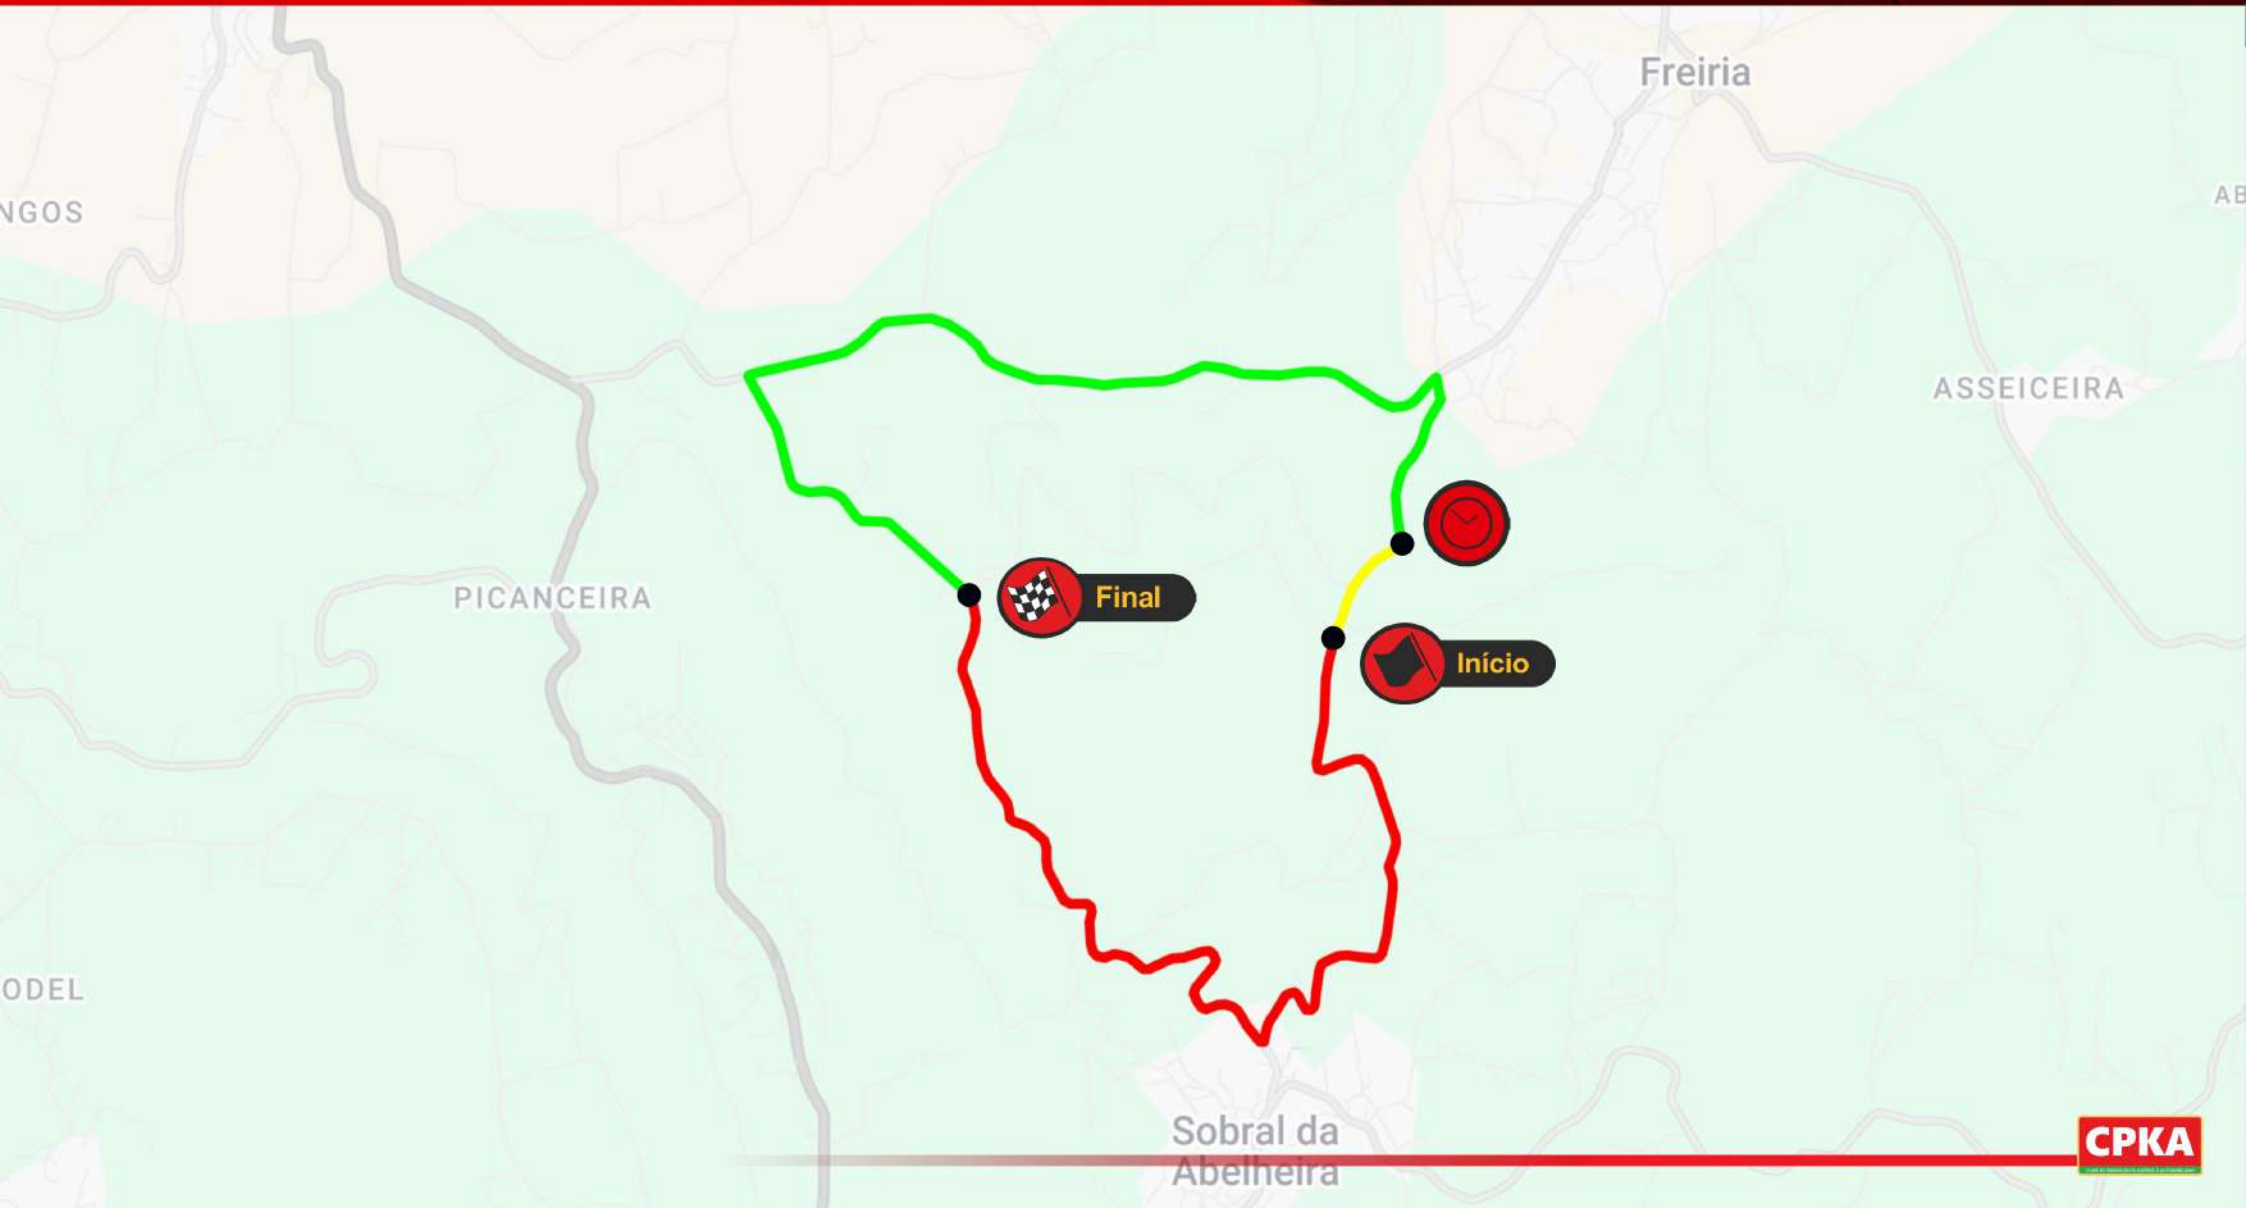 Freiria
NGOS
AB
ASSEICEIRA
PICANCEIRA
Final
Início
ODEL
Sobral da
Abelheira
CPKA